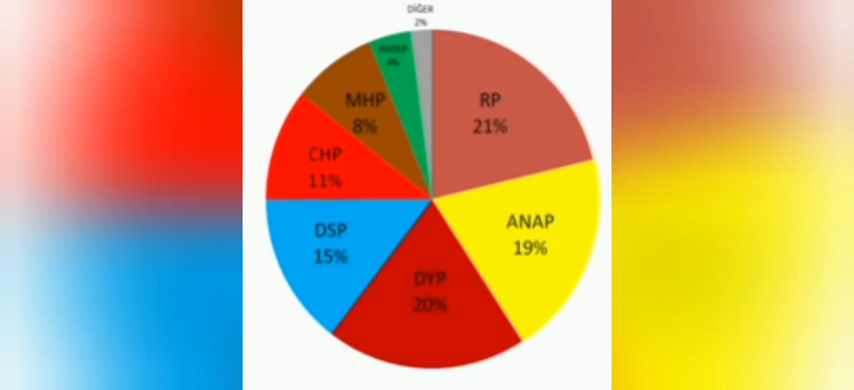 DİĞER
2%
HADEP
4%
MHP
8%
RP
21%
CHP
11%
ANAP
19%
DSP
15%
DYP
20%